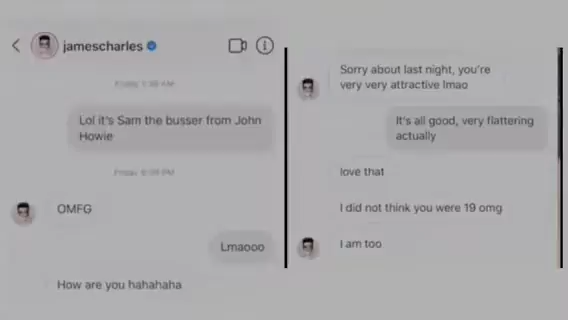 jamescharles
Friday 1:38 AM
Lol it's Sam the busser from John
Howie
Friday 6:09 PM
OMFG
Lmaooo
How are you hahahaha
Sorry about last night, you're
very very attractive lmao
It's all good, very flattering
actually
love that
I did not think you were 19 omg
I am too